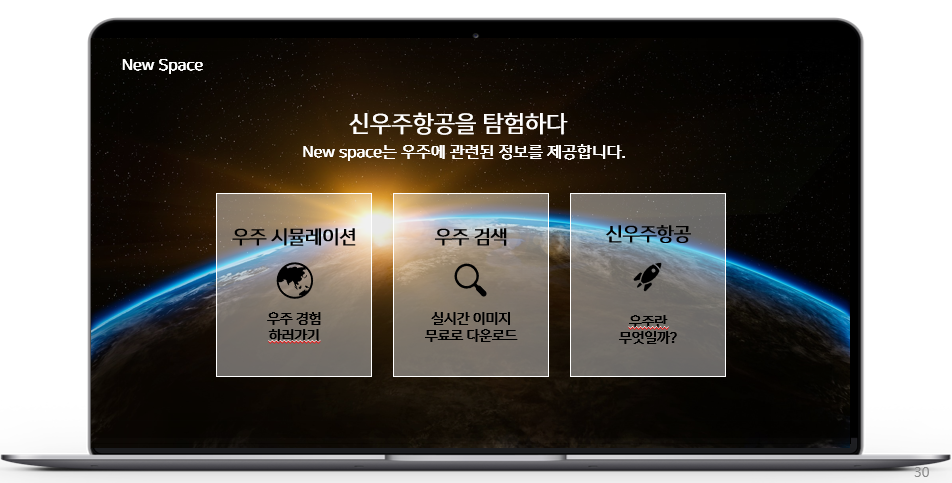 New Space
신우주항공을 탐험하다
New space는 우주에 관련된 정보를 제공합니다.
우주 시뮬레이션
우주 경험
하러가기
우주 검색
실시간 이미지
무료로 다운로드
신우주항공
우주란
무엇일까?
30